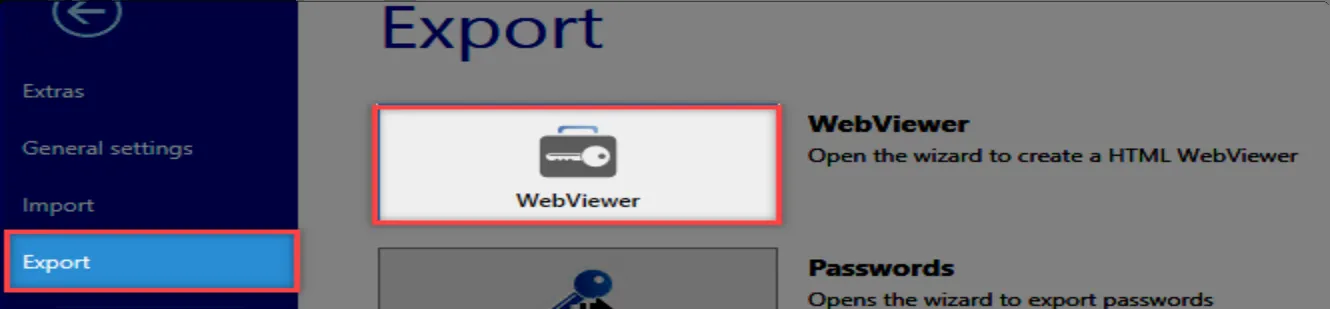 Export
Extras
General settings
Import
Export
WebViewer
WebViewer
Open the wizard to create a HTML WebViewer
Passwords
Opens the wizard to export passwords